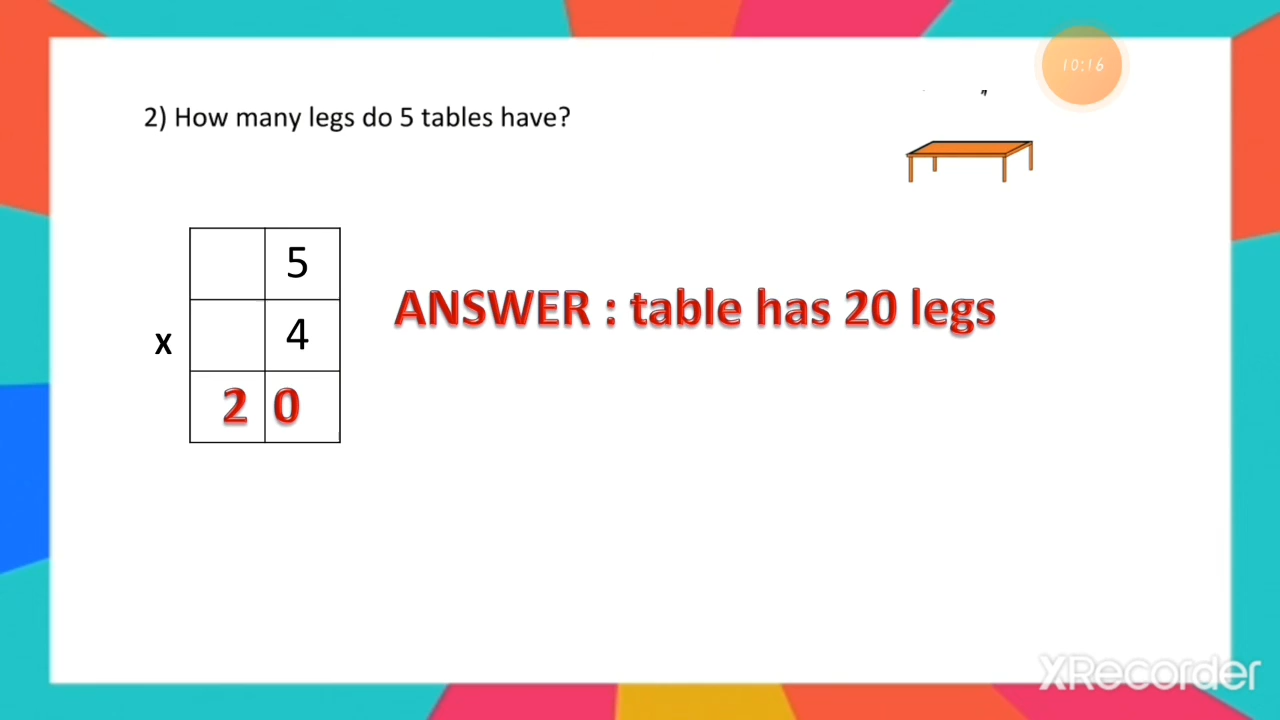 10:16
2) How many legs do 5 tables have?
5
x 4
2 0
ANSWER : table has 20 legs
XRecorder